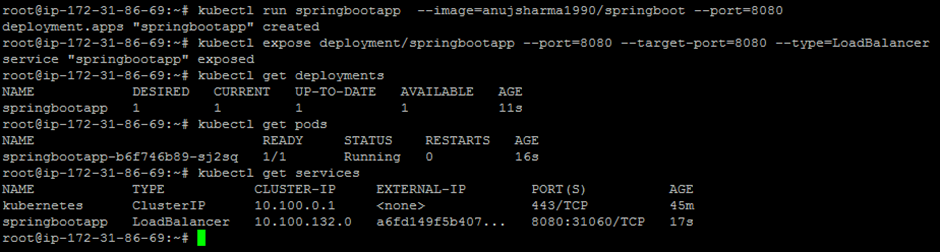 root@ip-172-31-86-69:~# kubectl run springbootapp  --image=anujsharma1990/springboot --port=8080
deployment.apps "springbootapp" created
root@ip-172-31-86-69:~# kubectl expose deployment/springbootapp --port=8080 --target-port=8080 --type=LoadBalancer
service "springbootapp" exposed
root@ip-172-31-86-69:~# kubectl get deployments
NAME            DESIRED   CURRENT   UP-TO-DATE   AVAILABLE   AGE
springbootapp   1         1         1            1           11s
root@ip-172-31-86-69:~# kubectl get pods
NAME                            READY     STATUS    RESTARTS   AGE
springbootapp-b6f746b89-sj2sq   1/1       Running   0          16s
root@ip-172-31-86-69:~# kubectl get services
NAME            TYPE           CLUSTER-IP     EXTERNAL-IP        PORT(S)          AGE
kubernetes      ClusterIP      10.100.0.1     <none>             443/TCP          45m
springbootapp   LoadBalancer   10.100.132.0   a6fd149f5b407...   8080:31060/TCP   17s
root@ip-172-31-86-69:~#